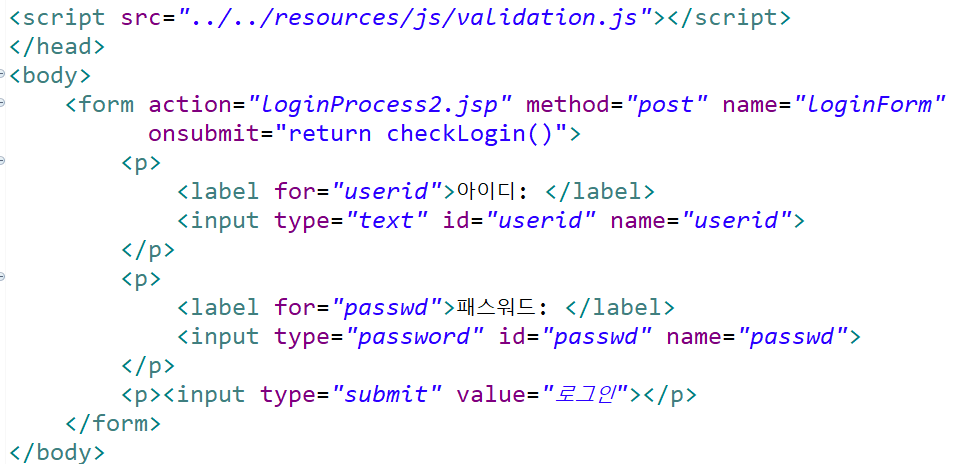 <script src="../../resources/js/validation.js"></script>
</head>
<body>
<form action="loginProcess2.jsp" method="post" name="loginForm"
onsubmit="return checkLogin()">
<p>
<label for="userid">아이디: </label>
<input type="text" id="userid" name="userid">
</p>
<p>
<label for="passwd">패스워드: </label>
<input type="password" id="passwd" name="passwd">
</p>
<p><input type="submit" value="로그인"></p>
</form>
</body>